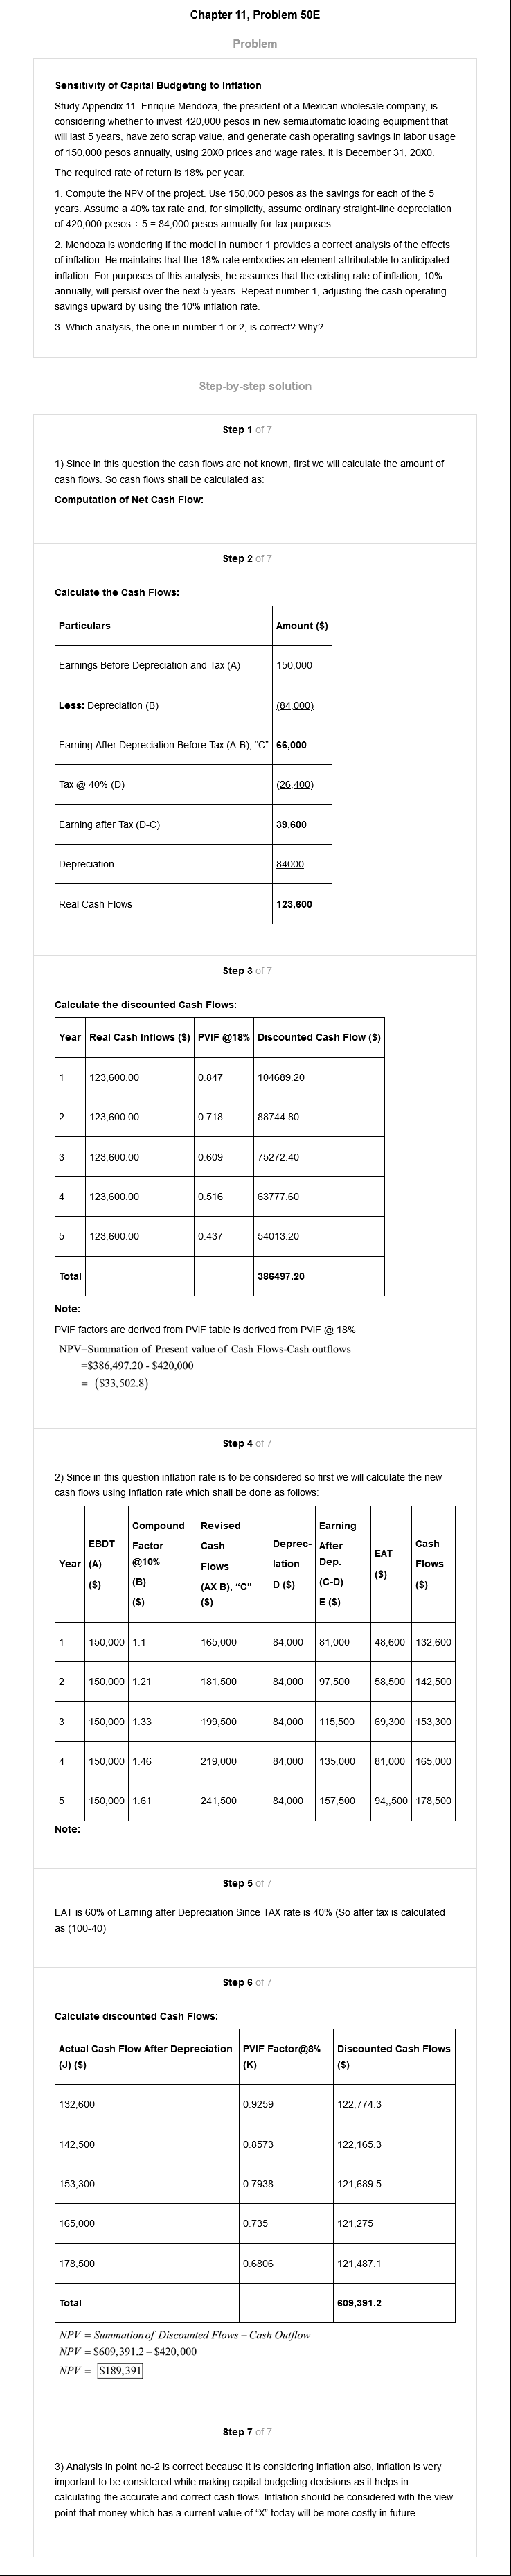 Chapter 11, Problem 50E
Problem
Sensitivity of Capital Budgeting to Inflation
Study Appendix 11. Enrique Mendoza, the president of a Mexican wholesale company, is
considering whether to invest 420,000 pesos in new semiautomatic loading equipment that
will last 5 years, have zero scrap value, and generate cash operating savings in labor usage
of 150,000 pesos annually, using 20X0 prices and wage rates. It is December 31, 20X0.
The required rate of return is 18% per year.
1. Compute the NPV of the project. Use 150,000 pesos as the savings for each of the 5
years. Assume a 40% tax rate and, for simplicity, assume ordinary straight-line depreciation
of 420,000 pesos ÷ 5 = 84,000 pesos annually for tax purposes.
2. Mendoza is wondering if the model in number 1 provides a correct analysis of the effects
of inflation. He maintains that the 18% rate embodies an element attributable to anticipated
inflation. For purposes of this analysis, he assumes that the existing rate of inflation, 10%
annually, will persist over the next 5 years. Repeat number 1, adjusting the cash operating
savings upward by using the 10% inflation rate.
3. Which analysis, the one in number 1 or 2, is correct? Why?
Step-by-step solution
Step 1 of 7
1) Since in this question the cash flows are not known, first we will calculate the amount of
cash flows. So cash flows shall be calculated as:
Computation of Net Cash Flow:
Step 2 of 7
Calculate the Cash Flows:
Particulars Amount ($)
Earnings Before Depreciation and Tax (A) 150,000
Less: Depreciation (B) (84,000)
Earning After Depreciation Before Tax (A-B), “C” 66,000
Tax @ 40% (D) (26,400)
Earning after Tax (D-C) 39,600
Depreciation 84000
Real Cash Flows 123,600
Step 3 of 7
Calculate the discounted Cash Flows:
Year Real Cash Inflows ($) PVIF @18% Discounted Cash Flow ($)
1 123,600.00 0.847 104689.20
2 123,600.00 0.718 88744.80
3 123,600.00 0.609 75272.40
4 123,600.00 0.516 63777.60
5 123,600.00 0.437 54013.20
Total 386497.20
Note:
PVIF factors are derived from PVIF table is derived from PVIF @ 18%
NPV=Summation of Present value of Cash Flows-Cash outflows
=$386,497.20 - $420,000
= ($33,502.8)
Step 4 of 7
2) Since in this question inflation rate is to be considered so first we will calculate the new
cash flows using inflation rate which shall be done as follows:
Year EBDT (A) ($) Compound Factor @10% (B) ($) Revised Cash Flows (AX B), “C” ($) Deprec-Iation D ($) Earning After Dep. (C-D) E ($) EAT ($) Cash Flows ($)
1 150,000 1.1 165,000 84,000 81,000 48,600 132,600
2 150,000 1.21 181,500 84,000 97,500 58,500 142,500
3 150,000 1.33 199,500 84,000 115,500 69,300 153,300
4 150,000 1.46 219,000 84,000 135,000 81,000 165,000
5 150,000 1.61 241,500 84,000 157,500 94,,500 178,500
Note:
Step 5 of 7
EAT is 60% of Earning after Depreciation Since TAX rate is 40% (So after tax is calculated
as (100-40)
Step 6 of 7
Calculate discounted Cash Flows:
Actual Cash Flow After Depreciation (J) ($) PVIF Factor@8% (K) Discounted Cash Flows ($)
132,600 0.9259 122,774.3
142,500 0.8573 122,165.3
153,300 0.7938 121,689.5
165,000 0.735 121,275
178,500 0.6806 121,487.1
Total 609,391.2
NPV = Summation of Discounted Flows – Cash Outflow
NPV = $609,391.2 – $420,000
NPV = $189,391
Step 7 of 7
3) Analysis in point no-2 is correct because it is considering inflation also, inflation is very
important to be considered while making capital budgeting decisions as it helps in
calculating the accurate and correct cash flows. Inflation should be considered with the view
point that money which has a current value of “X” today will be more costly in future.